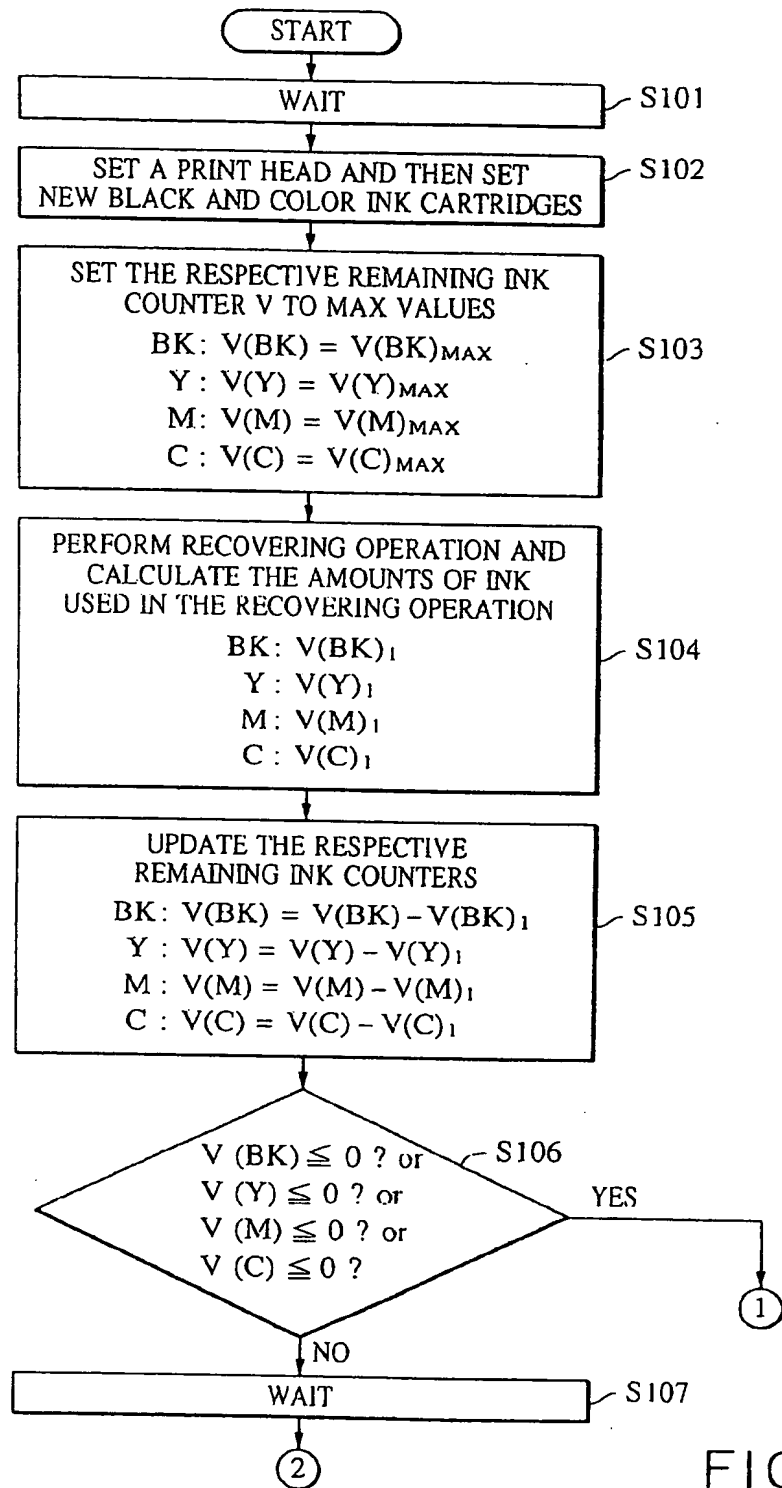 START
WAIT
S101
SET A PRINT HEAD AND THEN SET
NEW BLACK AND COLOR INK CARTRIDGES
S102
SET THE RESPECTIVE REMAINING INK
COUNTER V TO MAX VALUES
BK: V(BK) = V(BK)MAX
Y: V(Y) = V(Y)MAX
M: V(M) = V(M)MAX
C: V(C) = V(C)MAX
S103
PERFORM RECOVERING OPERATION AND
CALCULATE THE AMOUNTS OF INK
USED IN THE RECOVERING OPERATION
BK: V(BK)1
Y: V(Y)1
M: V(M)1
C: V(C)1
S104
UPDATE THE RESPECTIVE
REMAINING INK COUNTERS
BK: V(BK) = V(BK) – V(BK)1
Y: V(Y) = V(Y) – V(Y)1
M: V(M) = V(M) – V(M)1
C: V(C) = V(C) – V(C)1
S105
V (BK) ≦ 0 ? or
V (Y) ≦ 0 ? or
V (M) ≦ 0 ? or
V (C) ≦ 0 ?
S106
YES
1
NO
WAIT
S107
2
FIG